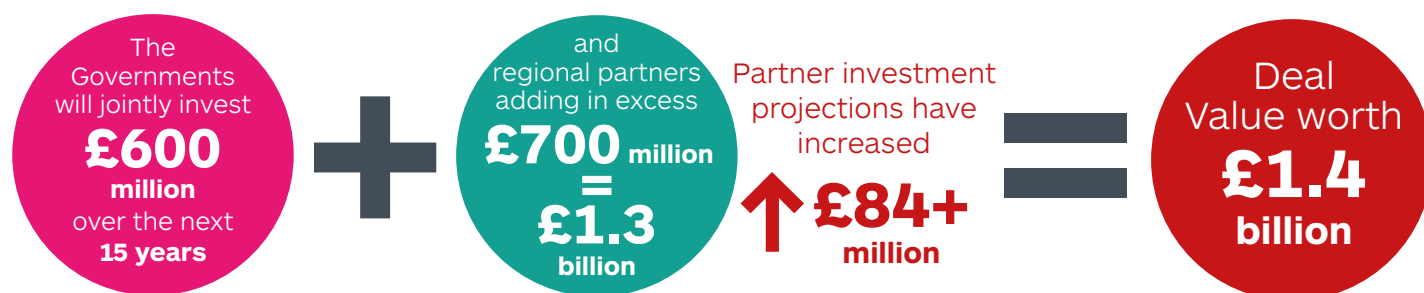 The
Governments
will jointly invest
£600
million
over the next
15 years
and
regional partners
adding in excess
£700 million
=
£1.3
billion
Partner investment
projections have
increased
£84+
million
Deal
Value worth
£1.4
billion